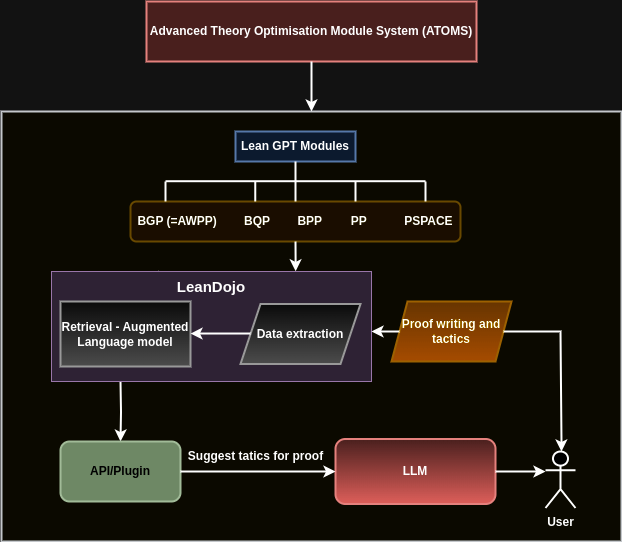 Advanced Theory Optimisation Module System (ATOMS)
Lean GPT Modules
BGP (=AWPP) BQP BPP PP PSPACE
LeanDojo
Retrieval - Augmented
Language model
Data extraction
Proof writing and
tactics
API/Plugin
Suggest tatics for proof
LLM
User